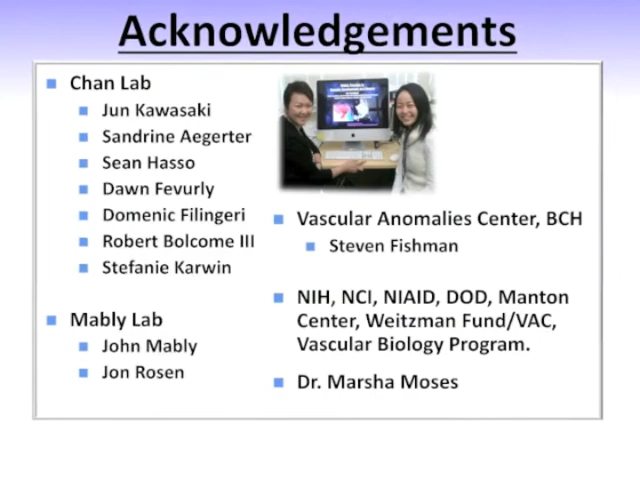 Acknowledgements
Chan Lab
Jun Kawasaki
Sandrine Aegerter
Sean Hasso
Dawn Fevurly
Domenic Filingeri
Robert Bolcome III
Stefanie Karwin
Mably Lab
John Mably
Jon Rosen
Vascular Anomalies Center, BCH
Steven Fishman
NIH, NCI, NIAID, DOD, Manton
Center, Weitzman Fund/VAC,
Vascular Biology Program.
Dr. Marsha Moses